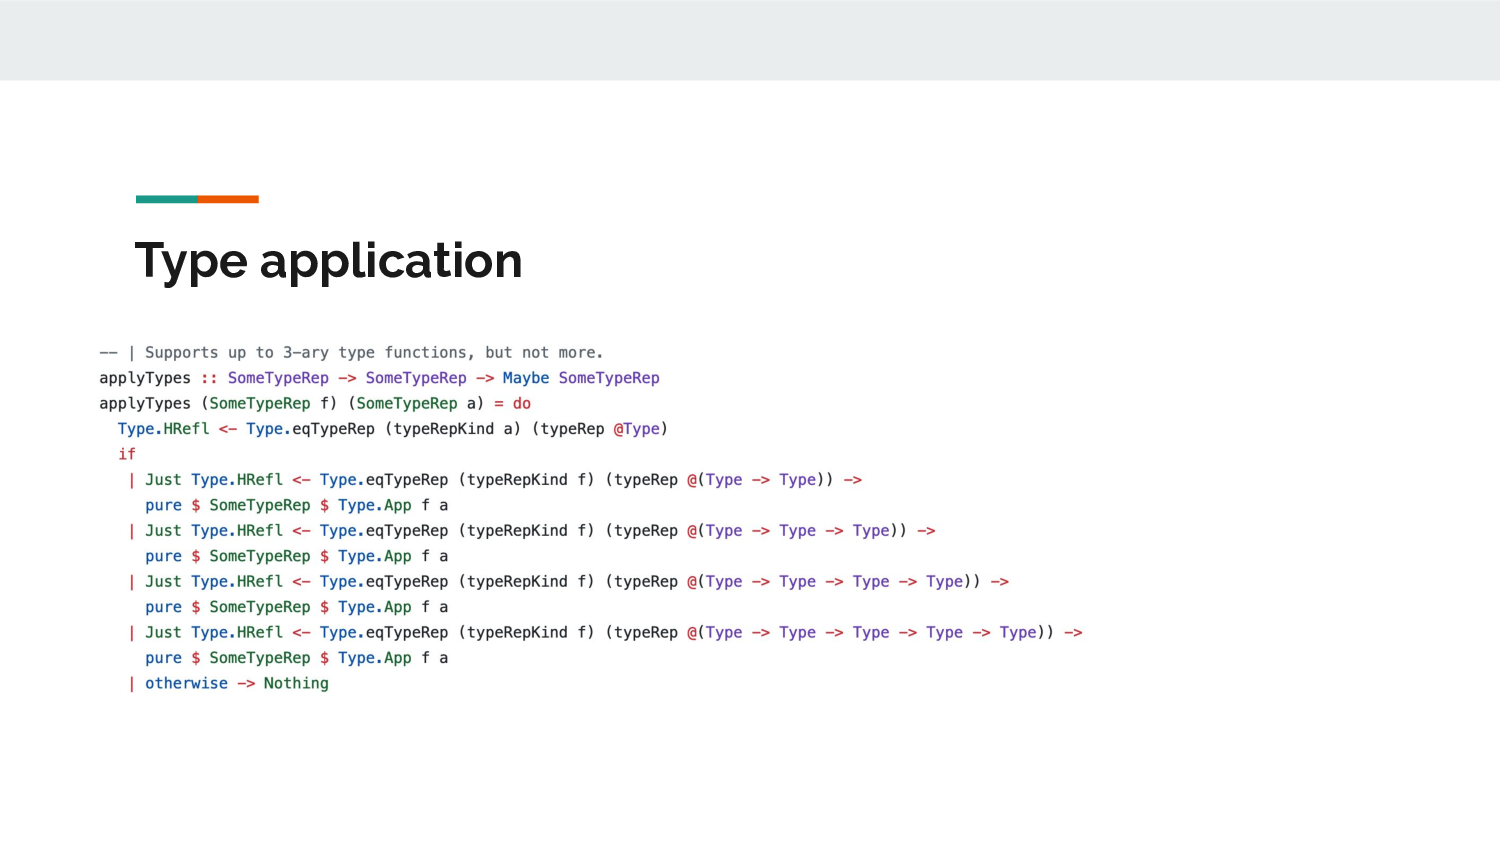 Type application
-- | Supports up to 3-ary type functions, but not more.
applyTypes :: SomeTypeRep -> SomeTypeRep -> Maybe SomeTypeRep
applyTypes (SomeTypeRep f) (SomeTypeRep a) = do
  Type.HRefl <- Type.eqTypeRep (typeRepKind a) (typeRep @Type)
  if
   | Just Type.HRefl <- Type.eqTypeRep (typeRepKind f) (typeRep @(Type -> Type)) ->
     pure $ SomeTypeRep $ Type.App f a
   | Just Type.HRefl <- Type.eqTypeRep (typeRepKind f) (typeRep @(Type -> Type -> Type)) ->
     pure $ SomeTypeRep $ Type.App f a
   | Just Type.HRefl <- Type.eqTypeRep (typeRepKind f) (typeRep @(Type -> Type -> Type -> Type)) ->
     pure $ SomeTypeRep $ Type.App f a
   | Just Type.HRefl <- Type.eqTypeRep (typeRepKind f) (typeRep @(Type -> Type -> Type -> Type -> Type)) ->
     pure $ SomeTypeRep $ Type.App f a
   | otherwise -> Nothing